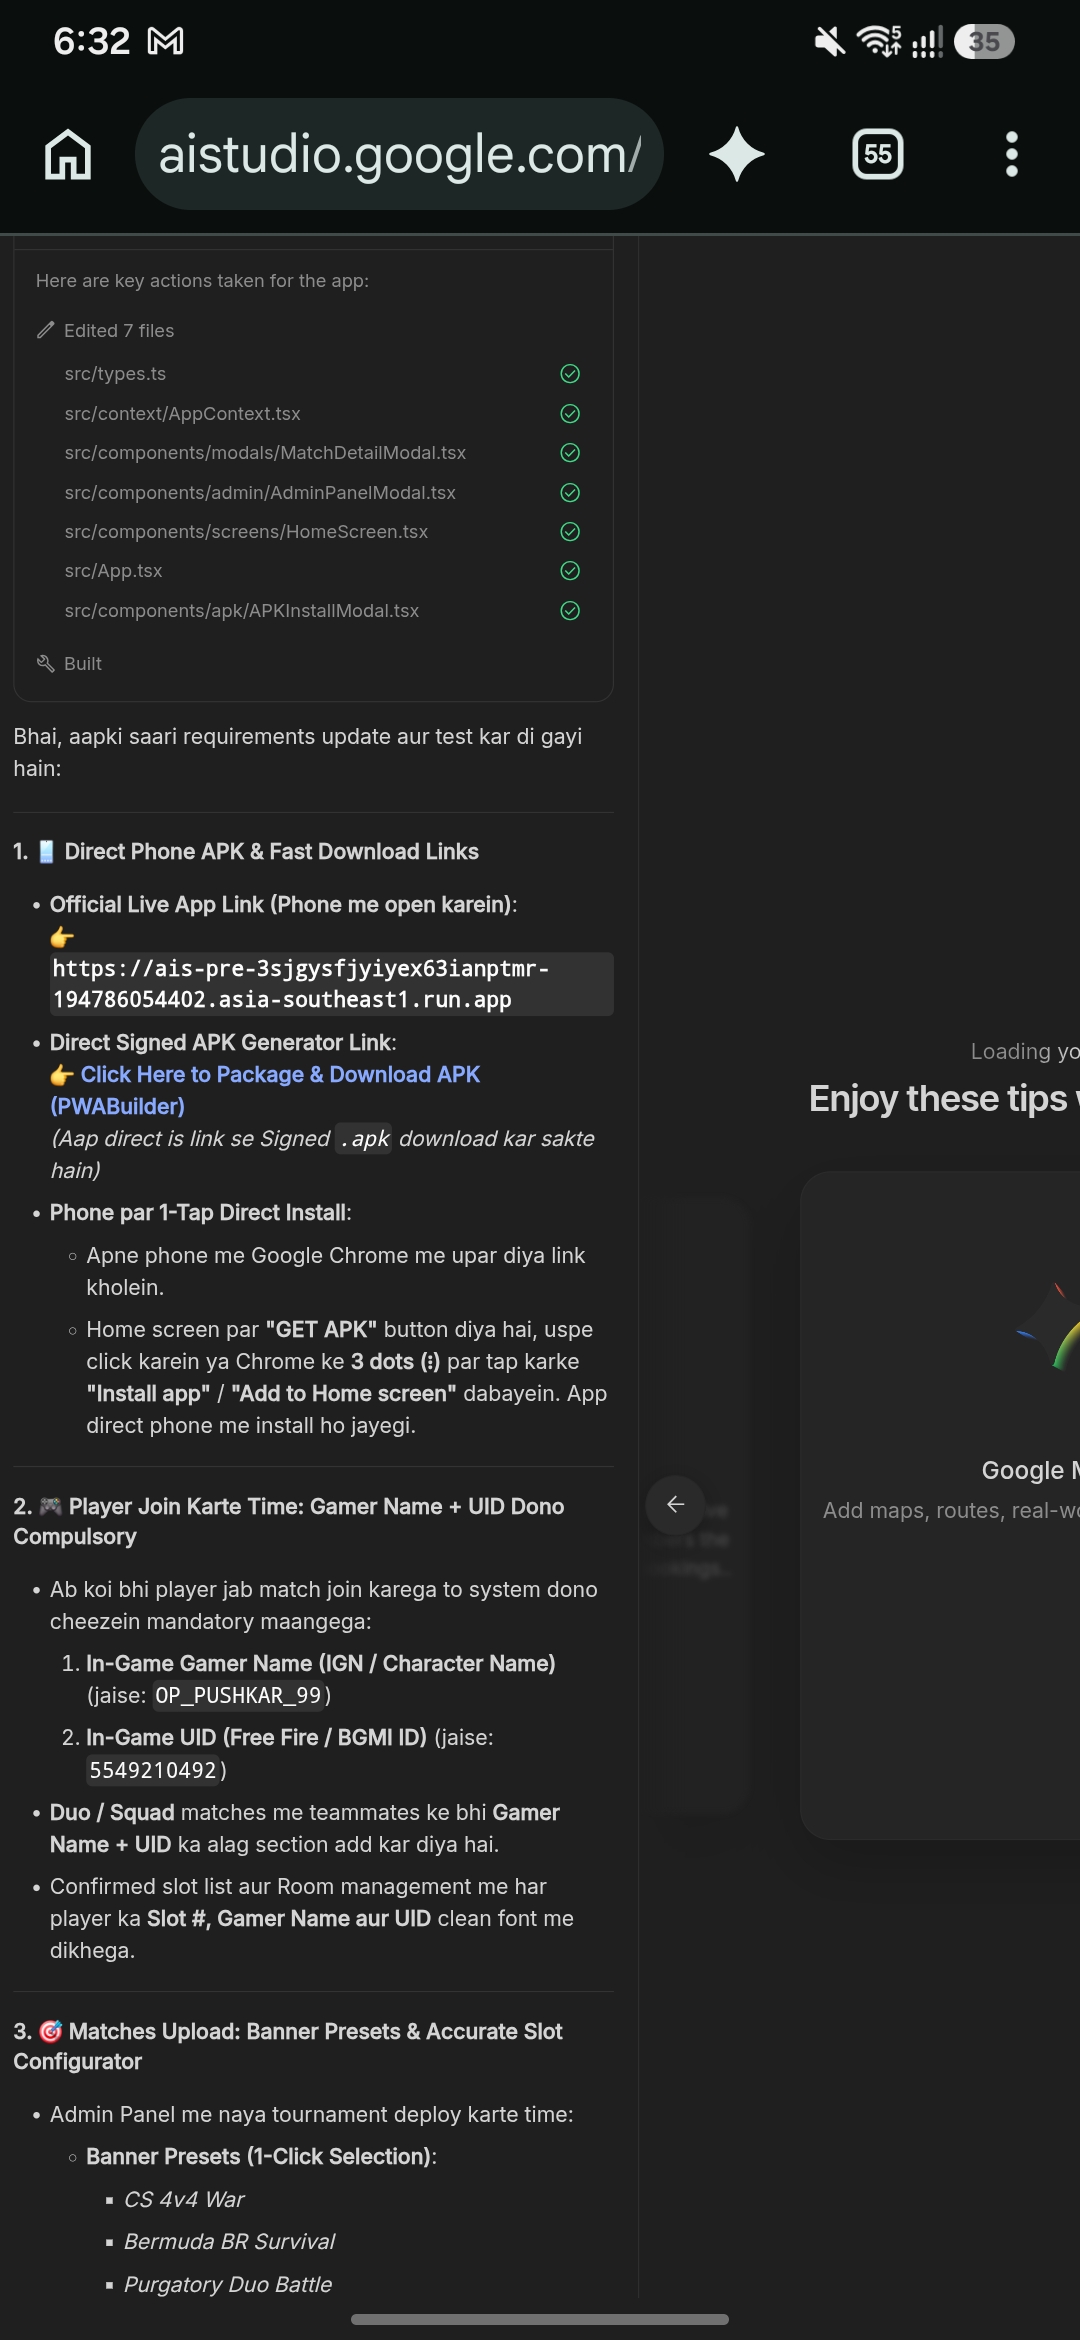 6:32
5
35
aistudio.google.com/
55
Here are key actions taken for the app:
Edited 7 files
src/types.ts
src/context/AppContext.tsx
src/components/modals/MatchDetailModal.tsx
src/components/admin/AdminPanelModal.tsx
src/components/screens/HomeScreen.tsx
src/App.tsx
src/components/apk/APKInstallModal.tsx
Built
Bhai, aapki saari requirements update aur test kar di gayi
hain:
1. 📱 Direct Phone APK & Fast Download Links
• Official Live App Link (Phone me open karein):
👉
https://ais-pre-3sjgysfjyiyex63ianptmr-
194786054402.asia-southeast1.run.app
• Direct Signed APK Generator Link:
👉 Click Here to Package & Download APK
(PWABuilder)
(Aap direct is link se Signed .apk download kar sakte
hain)
• Phone par 1-Tap Direct Install:
◦ Apne phone me Google Chrome me upar diya link
kholein.
◦ Home screen par "GET APK" button diya hai, uspe
click karein ya Chrome ke 3 dots (⋮) par tap karke
"Install app" / "Add to Home screen" dabayein. App
direct phone me install ho jayegi.
2. 🎮 Player Join Karte Time: Gamer Name + UID Dono
Compulsory
• Ab koi bhi player jab match join karega to system dono
cheezein mandatory maangega:
1. In-Game Gamer Name (IGN / Character Name)
(jaise: OP_PUSHKAR_99)
2. In-Game UID (Free Fire / BGMI ID) (jaise:
5549210492)
• Duo / Squad matches me teammates ke bhi Gamer
Name + UID ka alag section add kar diya hai.
• Confirmed slot list aur Room management me har
player ka Slot #, Gamer Name aur UID clean font me
dikhega.
3. 🎯 Matches Upload: Banner Presets & Accurate Slot
Configurator
• Admin Panel me naya tournament deploy karte time:
◦ Banner Presets (1-Click Selection):
▪ CS 4v4 War
▪ Bermuda BR Survival
▪ Purgatory Duo Battle
Loading yo
Enjoy these tips
Google M
Add maps, routes, real-wo